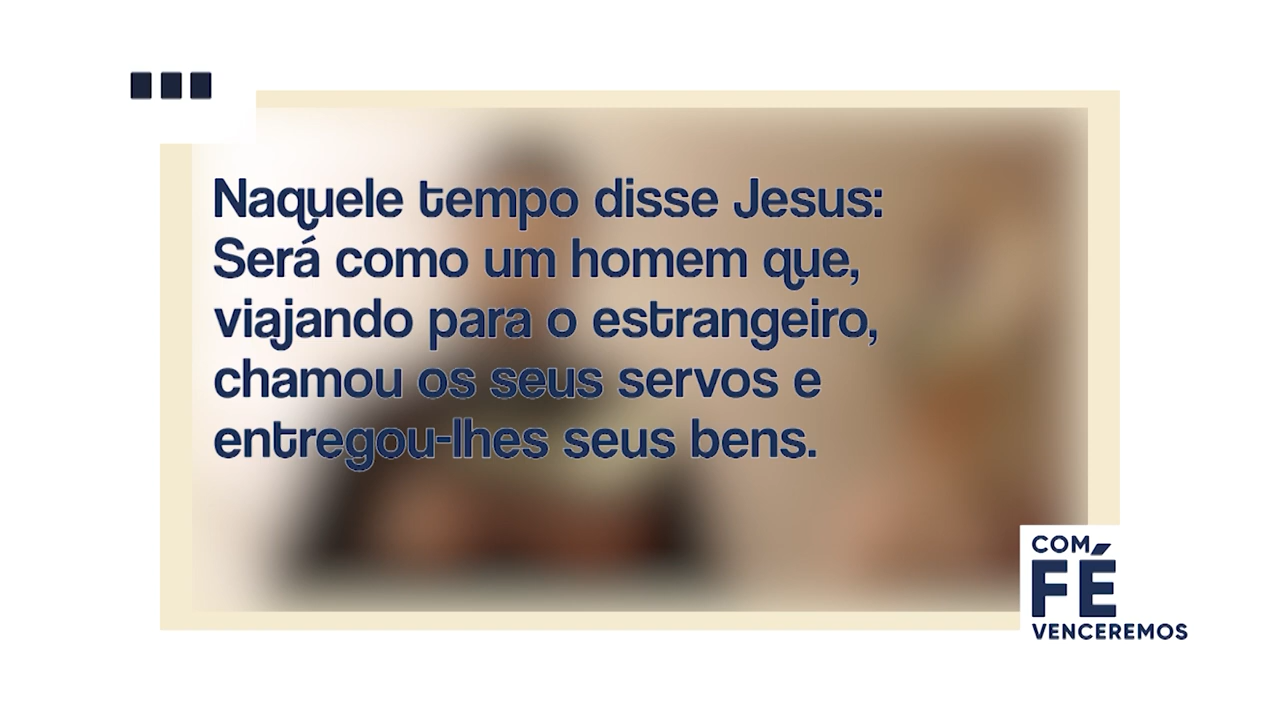 Naquele tempo disse Jesus:
Será como um homem que,
viajando para o estrangeiro,
chamou os seus servos e
entregou-lhes seus bens.
COM
FÉ
VENCEREMOS